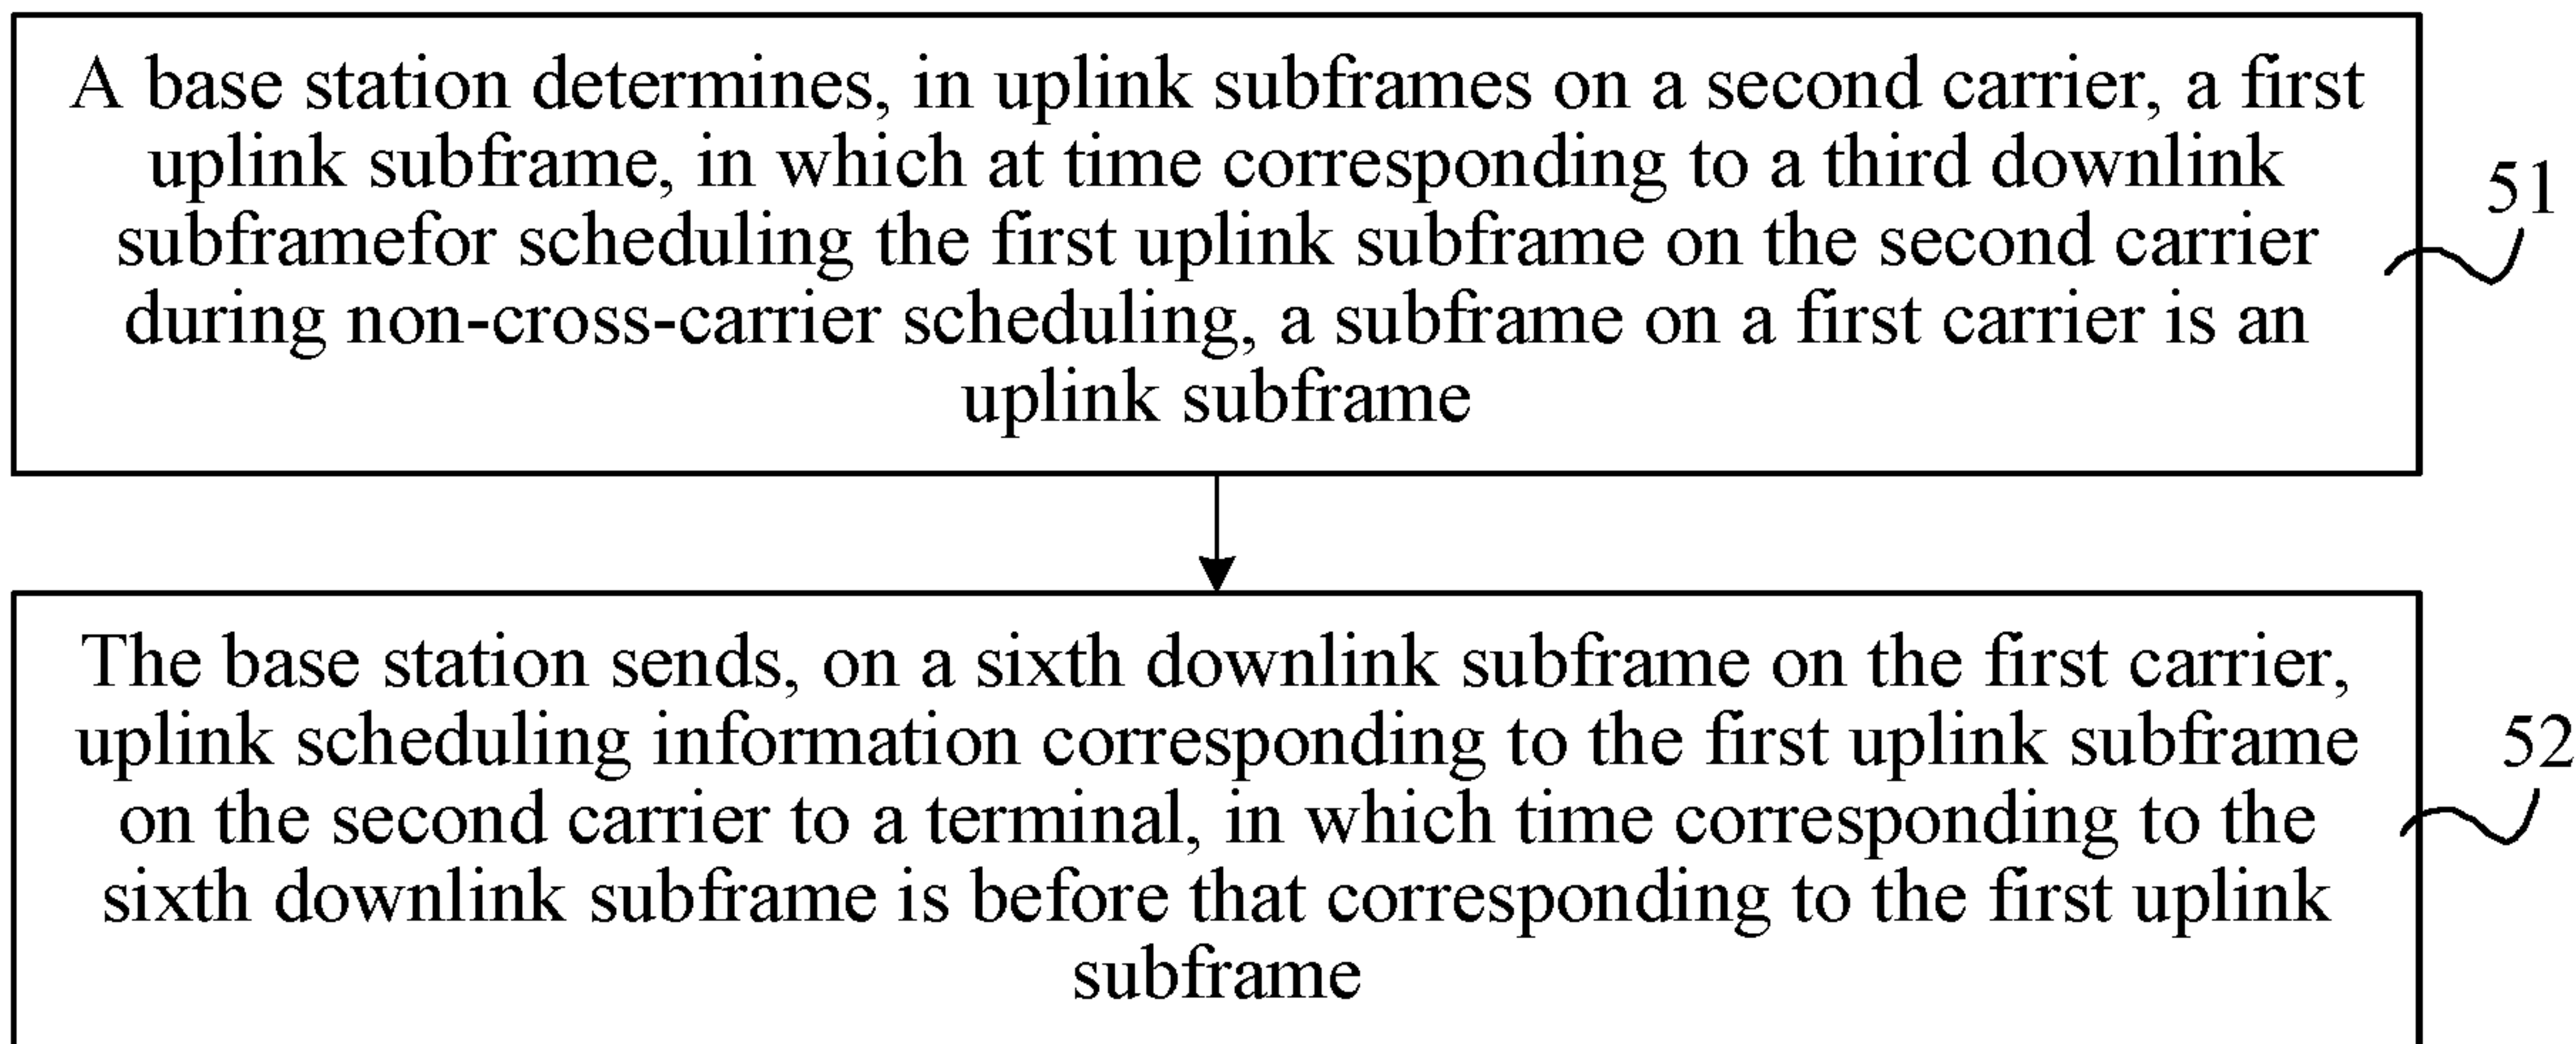 A base station determines, in uplink subframes on a second carrier, a first
uplink subframe, in which at time corresponding to a third downlink
subframefor scheduling the first uplink subframe on the second carrier
during non-cross-carrier scheduling, a subframe on a first carrier is an
uplink subframe
51
The base station sends, on a sixth downlink subframe on the first carrier,
uplink scheduling information corresponding to the first uplink subframe
on the second carrier to a terminal, in which time corresponding to the
sixth downlink subframe is before that corresponding to the first uplink
subframe
52